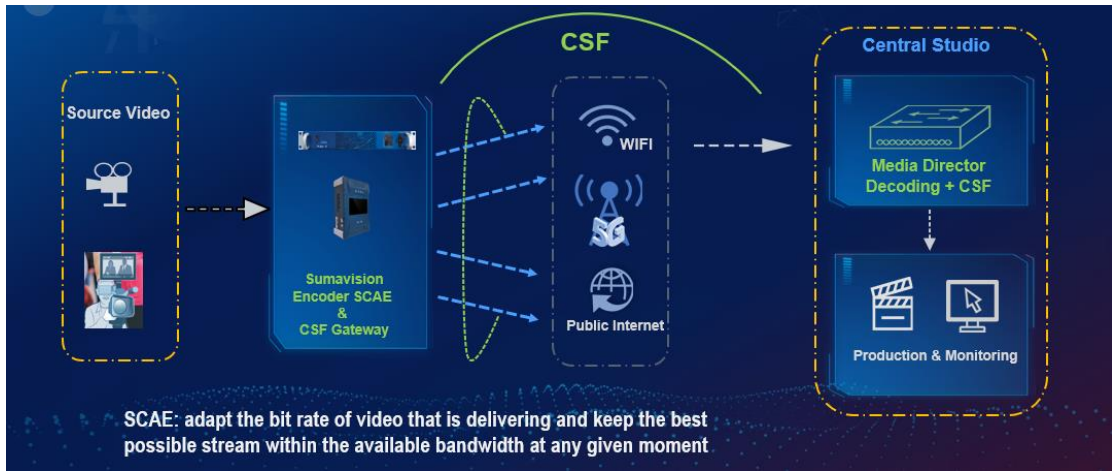 CSF
Central Studio
Source Video
WIFI
5G
Media Director
Decoding + CSF
Sumavision
Encoder SCAE
&
CSF Gateway
Public Internet
Production & Monitoring
SCAE: adapt the bit rate of video that is delivering and keep the best
possible stream within the available bandwidth at any given moment